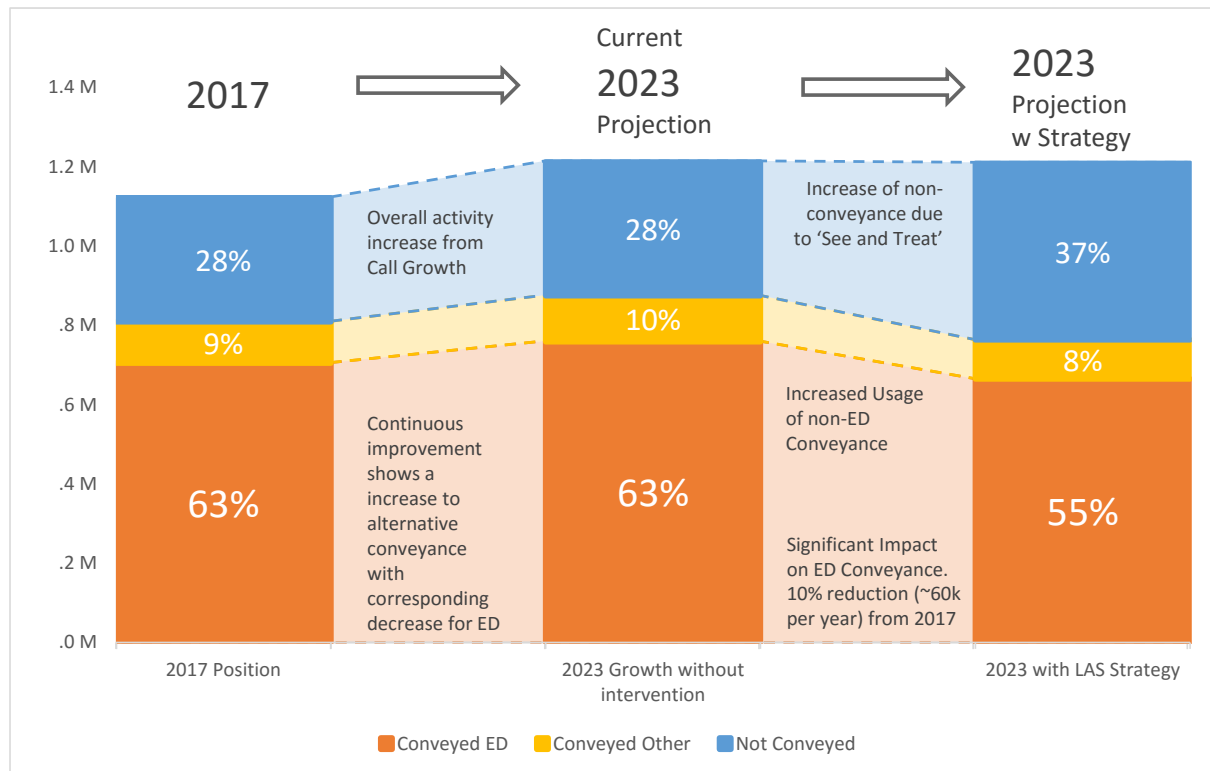 2017
Current
2023
Projection
2023
Projection
w Strategy
1.4 M
1.2 M
1.0 M
.8 M
.6 M
.4 M
.2 M
.0 M
28%
9%
63%
Overall activity
increase from
Call Growth
Continuous
improvement
shows a
increase to
alternative
conveyance
with
corresponding
decrease for ED
28%
10%
63%
Increase of non-
conveyance due
to ‘See and Treat’
Increased Usage
of non-ED
Conveyance
Significant Impact
on ED Conveyance.
10% reduction (~60k
per year) from 2017
37%
8%
55%
2017 Position
2023 Growth without
intervention
2023 with LAS Strategy
Conveyed ED
Conveyed Other
Not Conveyed